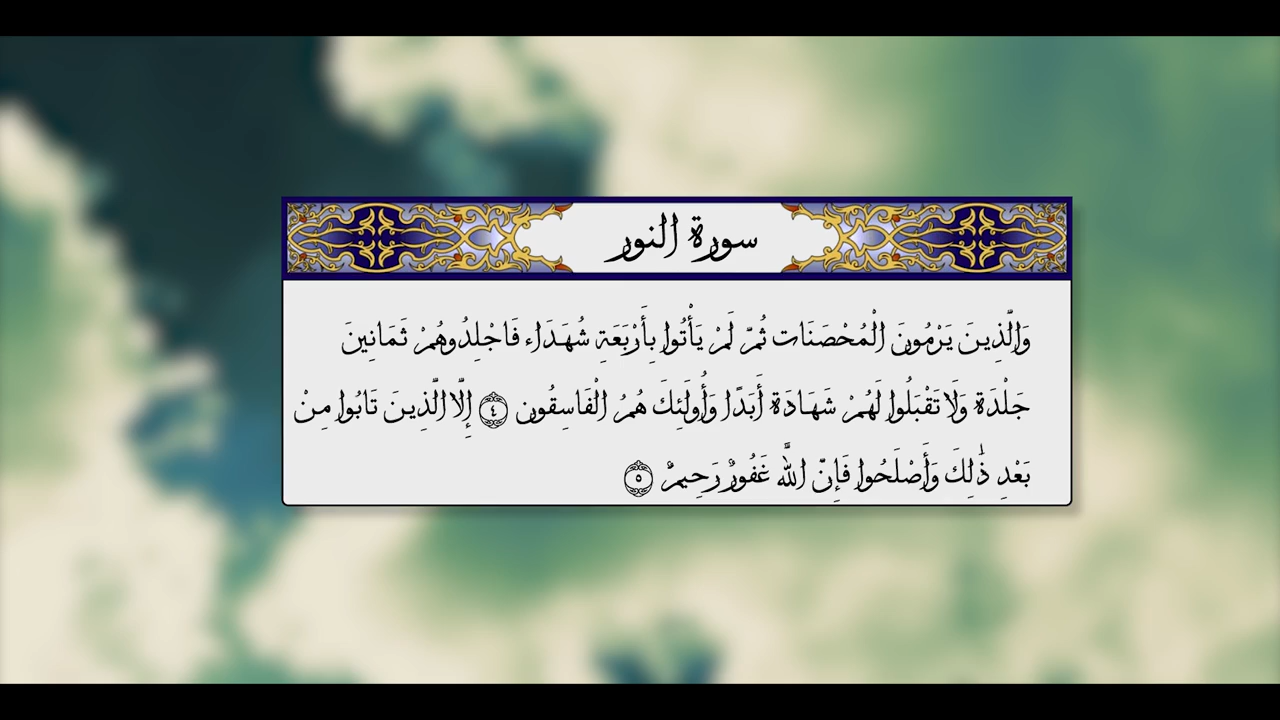 سورة النور
وَالَّذِينَ يَرْمُونَ الْمُحْصَنَات ثُمّ لَمْ يَأْتُوا بِأَرْبَعَةِ شُهَدَاء فَاجْلِدُوهُمْ ثَمَانِينَ
جَلْدَة وَلَا تَقْبَلُوا لَهُمْ شَهَادَة أَبَدًا وَأُولَئِكَ هُمُ الْفَاسِقُون ٤ إِلّا الَّذِينَ تَابُوا مِنْ
بَعْدِ ذَٰلِكَ وَأَصْلَحُوا فَإِنّ اللَّه غَفُورٌ رَحِيمٌ ٥